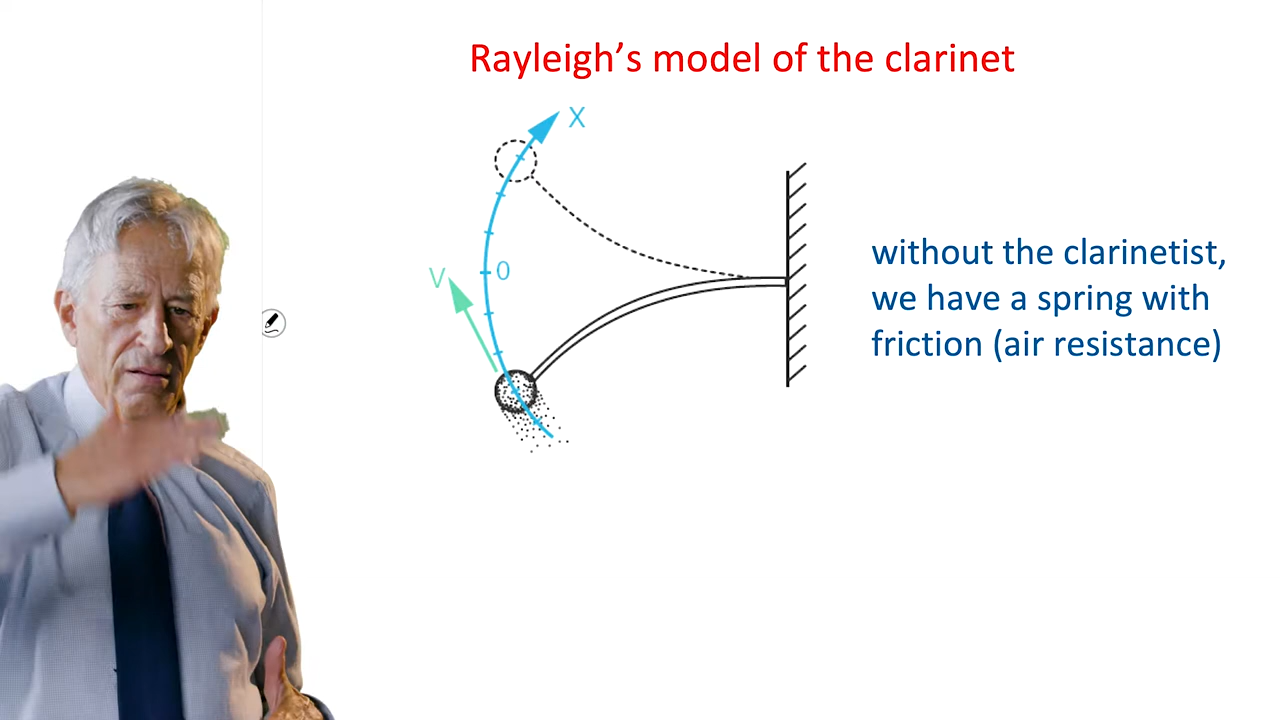 Rayleigh’s model of the clarinet
X
0
V
without the clarinetist,
we have a spring with
friction (air resistance)